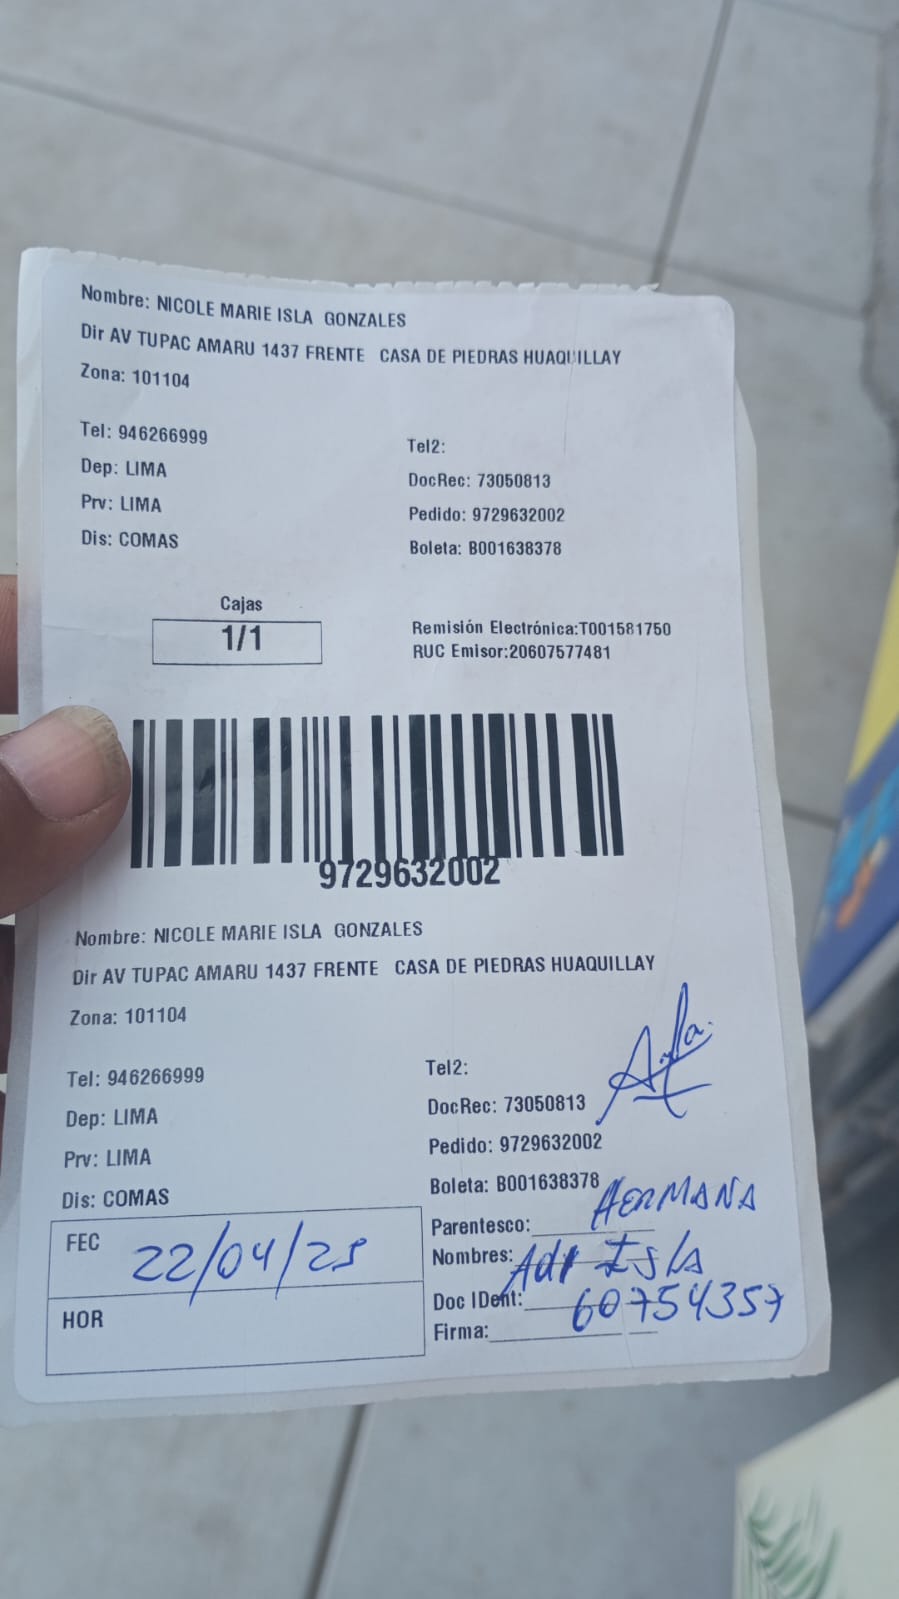 Nombre: NICOLE MARIE ISLA GONZALES
Dir AV TUPAC AMARU 1437 FRENTE CASA DE PIEDRAS HUAQUILLAY
Zona: 101104
Tel: 946266999
Tel2:
Dep: LIMA
DocRec: 73050813
Prv: LIMA
Pedido: 9729632002
Dis: COMAS
Boleta: B001638378
Cajas
1/1
Remisión Electrónica:T001581750
RUC Emisor:20607577481
9729632002
Nombre: NICOLE MARIE ISLA GONZALES
Dir AV TUPAC AMARU 1437 FRENTE CASA DE PIEDRAS HUAQUILLAY
Zona: 101104
Tel: 946266999
Tel2:
Dep: LIMA
DocRec: 73050813
Prv: LIMA
Pedido: 9729632002
Dis: COMAS
Boleta: B001638378
FEC 22/04/25
HOR
Parentesco: HERMANA
Nombres: Isla
Doc IDent: 60754357
Firma: